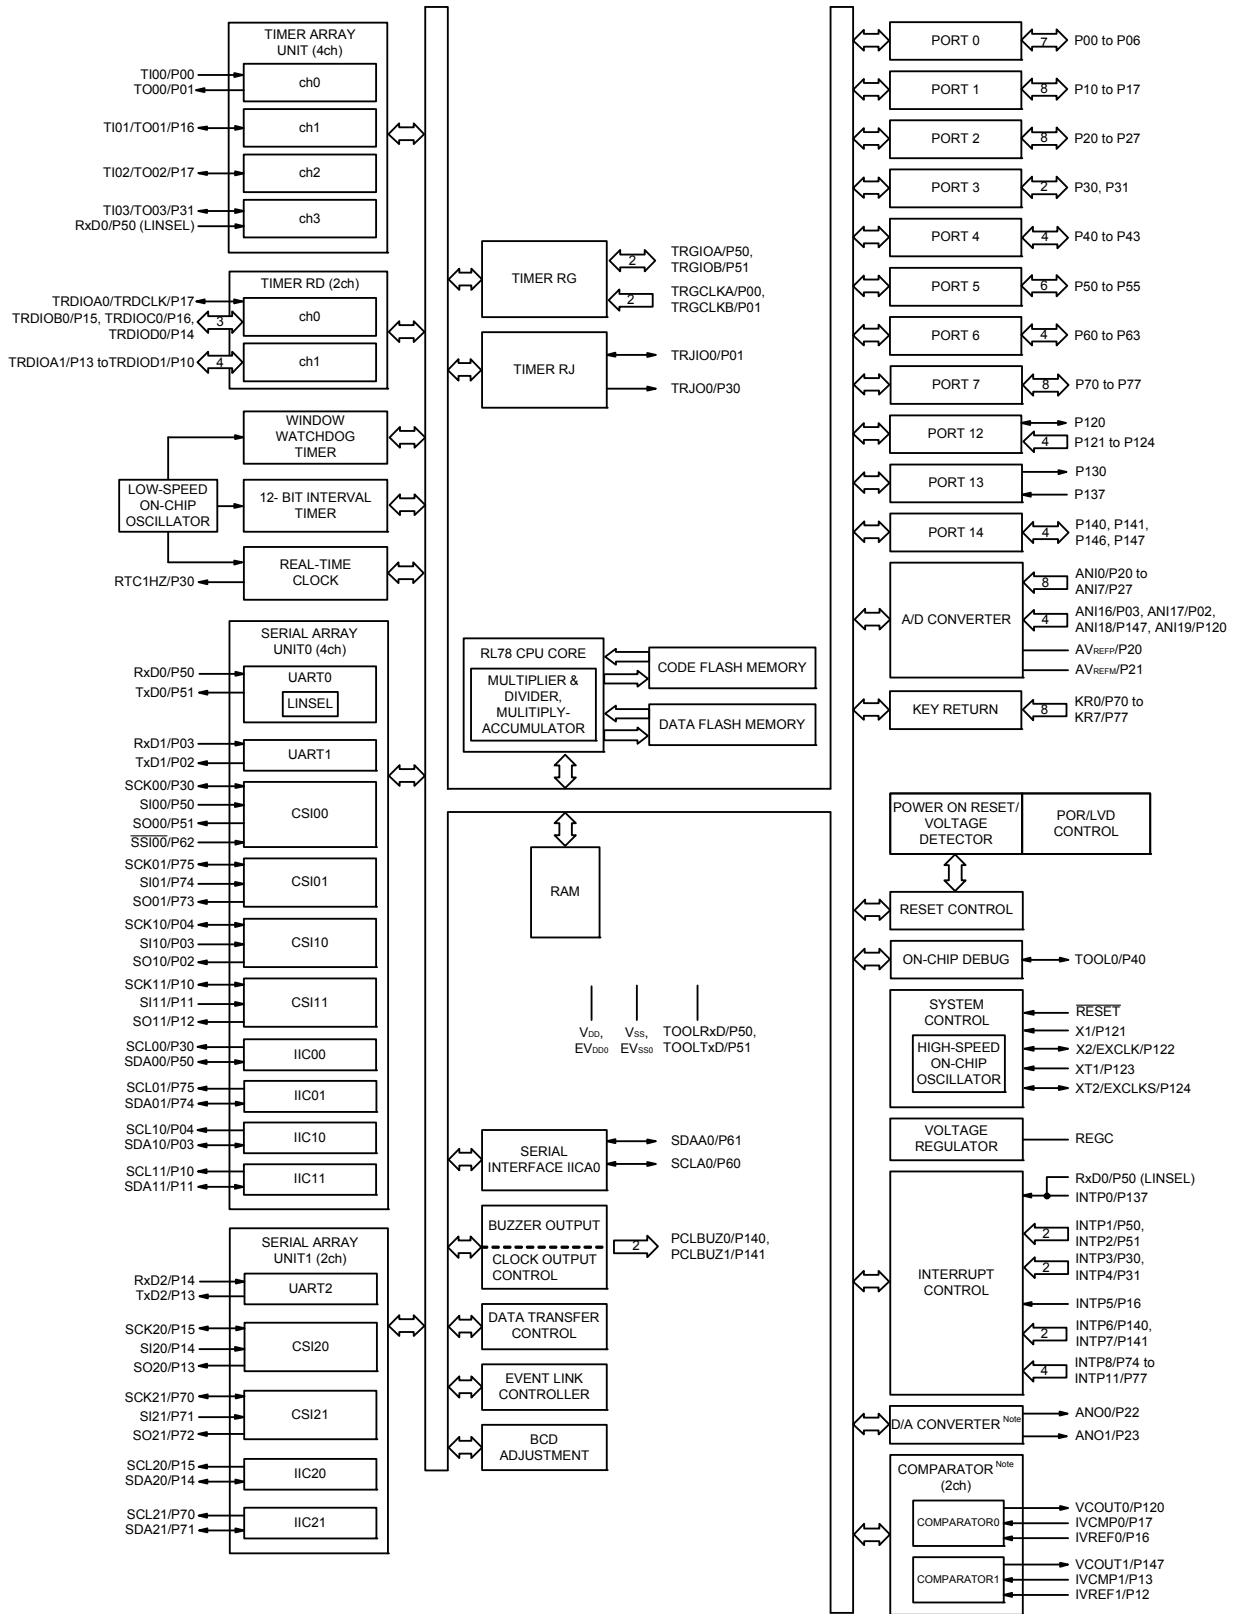 TIMER ARRAY
UNIT (4ch)
TI00/P00
TO00/P01
ch0
TI01/TO01/P16
ch1
TI02/TO02/P17
ch2
TI03/TO03/P31
RxD0/P50 (LINSEL)
ch3
TIMER RD (2ch)
TRDIOA0/TRDCLK/P17
TRDIOB0/P15, TRDIOC0/P16,
TRDIOD0/P14
3
ch0
TRDIOA1/P13 toTRDIOD1/P10
4
ch1
WINDOW
WATCHDOG
TIMER
LOW-SPEED
ON-CHIP
OSCILLATOR
12- BIT INTERVAL
TIMER
REAL-TIME
CLOCK
RTC1HZ/P30
SERIAL ARRAY
UNIT0 (4ch)
RxD0/P50
TxD0/P51
UART0
LINSEL
RxD1/P03
TxD1/P02
UART1
SCK00/P30
SI00/P50
SO00/P51
SSI00/P62
CSI00
SCK01/P75
SI01/P74
SO01/P73
CSI01
SCK10/P04
SI10/P03
SO10/P02
CSI10
SCK11/P10
SI11/P11
SO11/P12
CSI11
SCL00/P30
SDA00/P50
IIC00
SCL01/P75
SDA01/P74
IIC01
SCL10/P04
SDA10/P03
IIC10
SCL11/P10
SDA11/P11
IIC11
SERIAL ARRAY
UNIT1 (2ch)
RxD2/P14
TxD2/P13
UART2
SCK20/P15
SI20/P14
SO20/P13
CSI20
SCK21/P70
SI21/P71
SO21/P72
CSI21
SCL20/P15
SDA20/P14
IIC20
SCL21/P70
SDA21/P71
IIC21
TIMER RG
2
TRGIOA/P50,
TRGIOB/P51
2
TRGCLKA/P00,
TRGCLKB/P01
TIMER RJ
TRJIO0/P01
TRJO0/P30
RL78 CPU CORE
MULTIPLIER &
DIVIDER,
MULITIPLY-
ACCUMULATOR
CODE FLASH MEMORY
DATA FLASH MEMORY
RAM
VDD,
EVDD0
VSS,
EVSS0
TOOLRxD/P50,
TOOLTxD/P51
SERIAL
INTERFACE IICA0
SDAA0/P61
SCLA0/P60
BUZZER OUTPUT
CLOCK OUTPUT
CONTROL
2
PCLBUZ0/P140,
PCLBUZ1/P141
DATA TRANSFER
CONTROL
EVENT LINK
CONTROLLER
BCD
ADJUSTMENT
PORT 0
7
P00 to P06
PORT 1
8
P10 to P17
PORT 2
8
P20 to P27
PORT 3
2
P30, P31
PORT 4
4
P40 to P43
PORT 5
6
P50 to P55
PORT 6
4
P60 to P63
PORT 7
8
P70 to P77
PORT 12
P120
4
P121 to P124
PORT 13
P130
P137
PORT 14
4
P140, P141,
P146, P147
A/D CONVERTER
8
ANI0/P20 to
ANI7/P27
4
ANI16/P03, ANI17/P02,
ANI18/P147, ANI19/P120
AVREFP/P20
AVREFM/P21
KEY RETURN
8
KR0/P70 to
KR7/P77
POWER ON RESET/
VOLTAGE
DETECTOR
POR/LVD
CONTROL
RESET CONTROL
ON-CHIP DEBUG
TOOL0/P40
SYSTEM
CONTROL
HIGH-SPEED
ON-CHIP
OSCILLATOR
RESET
X1/P121
X2/EXCLK/P122
XT1/P123
XT2/EXCLKS/P124
VOLTAGE
REGULATOR
REGC
INTERRUPT
CONTROL
RxD0/P50 (LINSEL)
INTP0/P137
2
INTP1/P50,
INTP2/P51
2
INTP3/P30,
INTP4/P31
INTP5/P16
2
INTP6/P140,
INTP7/P141
4
INTP8/P74 to
INTP11/P77
D/A CONVERTER Note
ANO0/P22
ANO1/P23
COMPARATOR Note
(2ch)
COMPARATOR0
VCOUT0/P120
IVCMP0/P17
IVREF0/P16
COMPARATOR1
VCOUT1/P147
IVCMP1/P13
IVREF1/P12